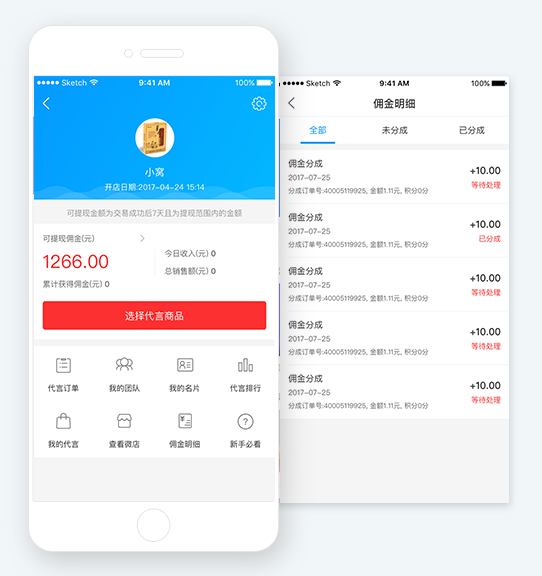 Sketch 9:41 AM 100%
小窝
开店日期:2017-04-24 15:14
可提现金额为交易成功后7天且为提现范围内的金额
可提现佣金(元)
1266.00
累计获得佣金(元) 0
今日收入(元) 0
总销售额(元) 0
选择代言商品
代言订单 我的团队 我的名片 代言排行
我的代言 查看微店 佣金明细 新手必看
Sketch 9:41 AM 100%
佣金明细
全部 未分成 已分成
佣金分成
2017-07-25
分成订单号:40005119925, 金额1.11元, 积分0分
+10.00
等待处理
佣金分成
2017-07-25
分成订单号:40005119925, 金额1.11元, 积分0分
+10.00
已分成
佣金分成
2017-07-25
分成订单号:40005119925, 金额1.11元, 积分0分
+10.00
等待处理
佣金分成
2017-07-25
分成订单号:40005119925, 金额1.11元, 积分0分
+10.00
等待处理
佣金分成
2017-07-25
分成订单号:40005119925, 金额1.11元, 积分0分
+10.00
等待处理